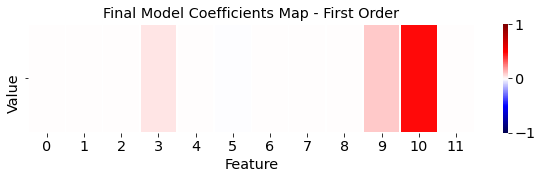 Final Model Coefficients Map - First Order
Value
0 1 2 3 4 5 6 7 8 9 10 11
Feature
1
0
−1